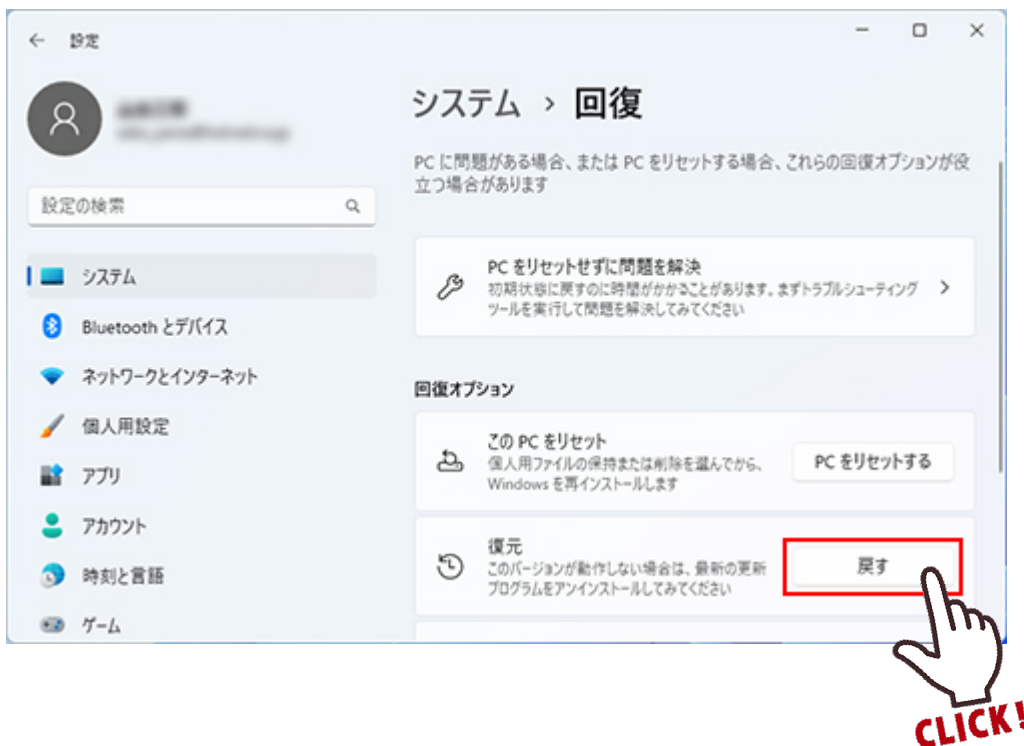 設定
システム › 回復
PC に問題がある場合、または PC をリセットする場合、これらの回復オプションが役
立つ場合があります
設定の検索
システム
Bluetooth とデバイス
ネットワークとインターネット
個人用設定
アプリ
アカウント
時刻と言語
ゲーム
PC をリセットせずに問題を解決
初期状態に戻すのに時間がかかることがあります。まずトラブルシューティング
ツールを実行して問題を解決してみてください
回復オプション
この PC をリセット
個人用ファイルの保持または削除を選んでから、
Windows を再インストールします
PC をリセットする
復元
このバージョンが動作しない場合は、最新の更新
プログラムをアンインストールしてみてください
戻す
CLICK!